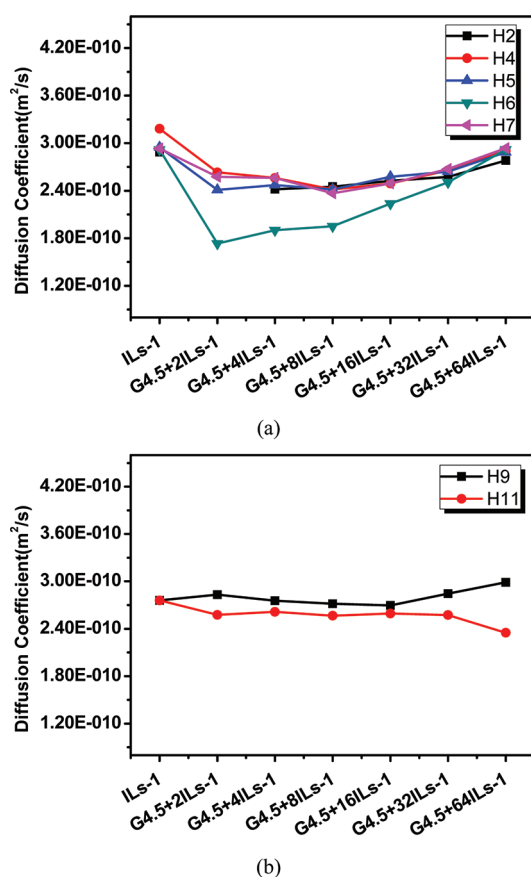 4.20E-010
3.60E-010
3.00E-010
2.40E-010
1.80E-010
1.20E-010
Diffusion Coefficient(m²/s)
H2
H4
H5
H6
H7
ILs-1
G4.5+2ILs-1
G4.5+4ILs-1
G4.5+8ILs-1
G4.5+16ILs-1
G4.5+32ILs-1
G4.5+64ILs-1
(a)
4.20E-010
3.60E-010
3.00E-010
2.40E-010
1.80E-010
1.20E-010
Diffusion Coefficient(m²/s)
H9
H11
ILs-1
G4.5+2ILs-1
G4.5+4ILs-1
G4.5+8ILs-1
G4.5+16ILs-1
G4.5+32ILs-1
G4.5+64ILs-1
(b)